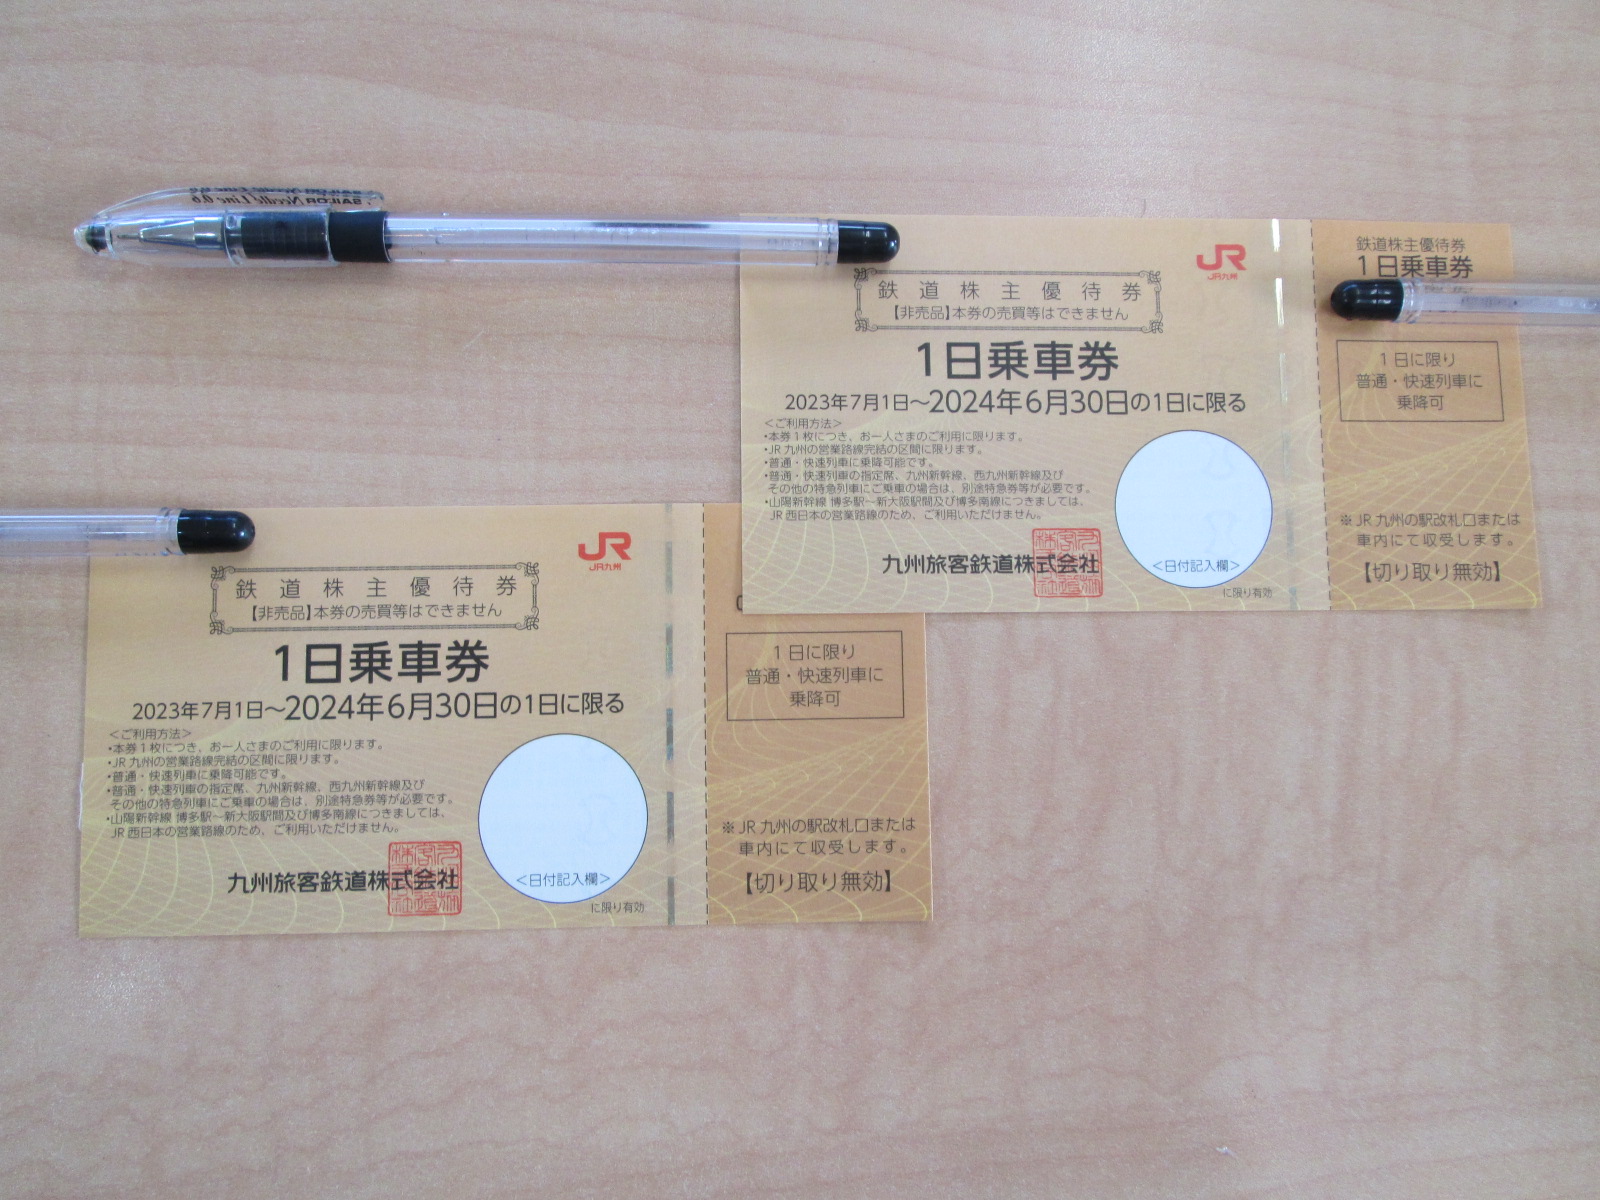 SAILOR Needle Line 0.6
JR
JR九州
鉄道株主優待券
【非売品】本券の売買等はできません
1日乗車券
2023年7月1日～2024年6月30日の1日に限る
＜ご利用方法＞
・本券1枚につき、お一人さまのご利用に限ります。
・JR九州の営業路線完結の区間に限ります。
・普通・快速列車に乗降可能です。
・普通・快速列車の指定席、九州新幹線、西九州新幹線及び
その他の特急列車にご乗車の場合は、別途特急券等が必要です。
・山陽新幹線 博多駅～新大阪駅間及び博多南線につきましては、
JR西日本の営業路線のため、ご利用いただけません。
九州旅客鉄道株式会社
＜日付記入欄＞
に限り有効
鉄道株主優待券
1日乗車券
1日に限り
普通・快速列車に
乗降可
※JR九州の駅改札口または
車内にて収受します。
【切り取り無効】
JR
JR九州
鉄道株主優待券
【非売品】本券の売買等はできません
1日乗車券
2023年7月1日～2024年6月30日の1日に限る
＜ご利用方法＞
・本券1枚につき、お一人さまのご利用に限ります。
・JR九州の営業路線完結の区間に限ります。
・普通・快速列車に乗降可能です。
・普通・快速列車の指定席、九州新幹線、西九州新幹線及び
その他の特急列車にご乗車の場合は、別途特急券等が必要です。
・山陽新幹線 博多駅～新大阪駅間及び博多南線につきましては、
JR西日本の営業路線のため、ご利用いただけません。
九州旅客鉄道株式会社
＜日付記入欄＞
に限り有効
1日に限り
普通・快速列車に
乗降可
※JR九州の駅改札口または
車内にて収受します。
【切り取り無効】